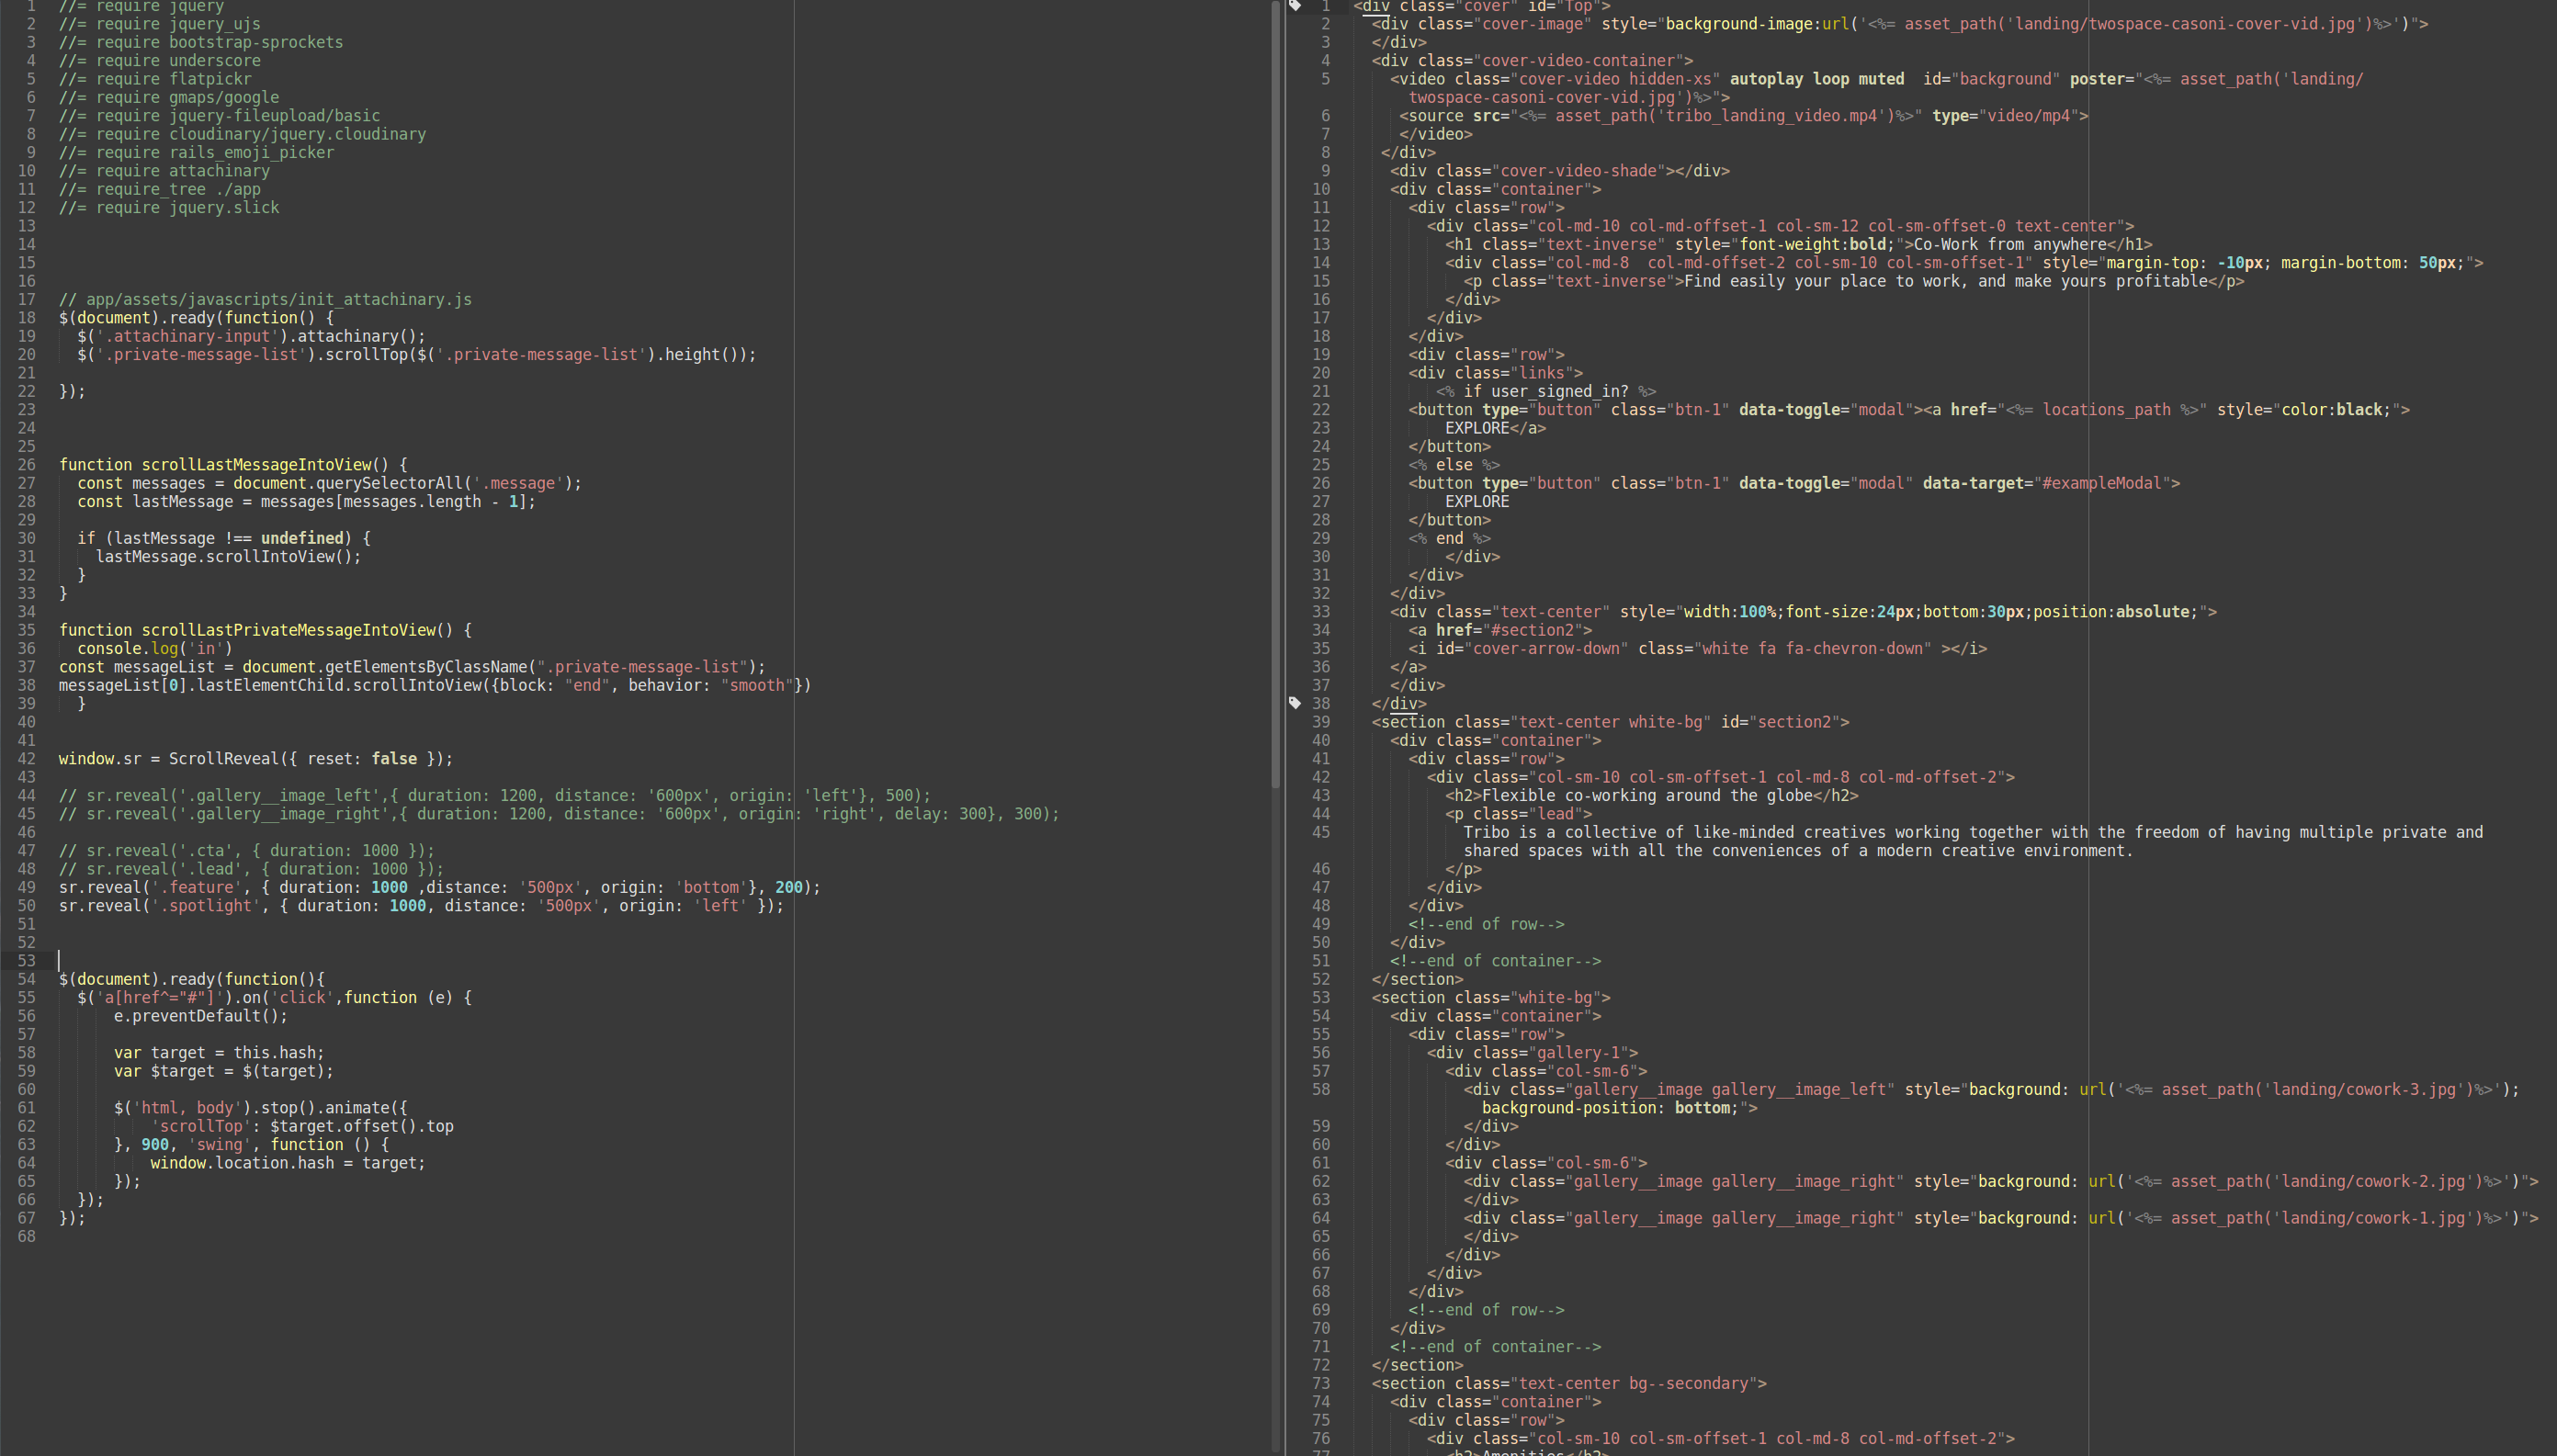 1 //= require jquery
2 //= require jquery_ujs
3 //= require bootstrap-sprockets
4 //= require underscore
5 //= require flatpickr
6 //= require gmaps/google
7 //= require jquery-fileupload/basic
8 //= require cloudinary/jquery.cloudinary
9 //= require rails_emoji_picker
10 //= require attachinary
11 //= require_tree ./app
12 //= require jquery.slick
13
14
15
16
17 // app/assets/javascripts/init_attachinary.js
18 $(document).ready(function() {
19   $('.attachinary-input').attachinary();
20   $('.private-message-list').scrollTop($('.private-message-list').height());
21
22 });
23
24
25
26 function scrollLastMessageIntoView() {
27   const messages = document.querySelectorAll('.message');
28   const lastMessage = messages[messages.length - 1];
29
30   if (lastMessage !== undefined) {
31     lastMessage.scrollIntoView();
32   }
33 }
34
35 function scrollLastPrivateMessageIntoView() {
36   console.log('in')
37 const messageList = document.getElementsByClassName(".private-message-list");
38 messageList[0].lastElementChild.scrollIntoView({block: "end", behavior: "smooth"})
39   }
40
41
42 window.sr = ScrollReveal({ reset: false });
43
44 // sr.reveal('.gallery__image_left',{ duration: 1200, distance: '600px', origin: 'left'}, 500);
45 // sr.reveal('.gallery__image_right',{ duration: 1200, distance: '600px', origin: 'right', delay: 300}, 300);
46
47 // sr.reveal('.cta', { duration: 1000 });
48 // sr.reveal('.lead', { duration: 1000 });
49 sr.reveal('.feature', { duration: 1000 ,distance: '500px', origin: 'bottom'}, 200);
50 sr.reveal('.spotlight', { duration: 1000, distance: '500px', origin: 'left' });
51
52
53
54 $(document).ready(function(){
55   $('a[href^="#"]').on('click',function (e) {
56       e.preventDefault();
57
58       var target = this.hash;
59       var $target = $(target);
60
61       $('html, body').stop().animate({
62           'scrollTop': $target.offset().top
63       }, 900, 'swing', function () {
64           window.location.hash = target;
65       });
66   });
67 });
68
1 <div class="cover" id="Top">
2   <div class="cover-image" style="background-image:url('<%= asset_path('landing/twospace-casoni-cover-vid.jpg')%>')">
3   </div>
4   <div class="cover-video-container">
5     <video class="cover-video hidden-xs" autoplay loop muted  id="background" poster="<%= asset_path('landing/
twospace-casoni-cover-vid.jpg')%>">
6      <source src="<%= asset_path('tribo_landing_video.mp4')%>" type="video/mp4">
7      </video>
8    </div>
9     <div class="cover-video-shade"></div>
10     <div class="container">
11       <div class="row">
12         <div class="col-md-10 col-md-offset-1 col-sm-12 col-sm-offset-0 text-center">
13           <h1 class="text-inverse" style="font-weight:bold;">Co-Work from anywhere</h1>
14           <div class="col-md-8  col-md-offset-2 col-sm-10 col-sm-offset-1" style="margin-top: -10px; margin-bottom: 50px;">
15             <p class="text-inverse">Find easily your place to work, and make yours profitable</p>
16           </div>
17         </div>
18       </div>
19       <div class="row">
20       <div class="links">
21          <% if user_signed_in? %>
22       <button type="button" class="btn-1" data-toggle="modal"><a href="<%= locations_path %>" style="color:black;">
23           EXPLORE</a>
24       </button>
25       <% else %>
26       <button type="button" class="btn-1" data-toggle="modal" data-target="#exampleModal">
27           EXPLORE
28       </button>
29       <% end %>
30           </div>
31       </div>
32     </div>
33     <div class="text-center" style="width:100%;font-size:24px;bottom:30px;position:absolute;">
34       <a href="#section2">
35       <i id="cover-arrow-down" class="white fa fa-chevron-down" ></i>
36     </a>
37     </div>
38   </div>
39   <section class="text-center white-bg" id="section2">
40     <div class="container">
41       <div class="row">
42         <div class="col-sm-10 col-sm-offset-1 col-md-8 col-md-offset-2">
43           <h2>Flexible co-working around the globe</h2>
44           <p class="lead">
45             Tribo is a collective of like-minded creatives working together with the freedom of having multiple private and
shared spaces with all the conveniences of a modern creative environment.
46           </p>
47         </div>
48       </div>
49       <!--end of row-->
50     </div>
51     <!--end of container-->
52   </section>
53   <section class="white-bg">
54     <div class="container">
55       <div class="row">
56         <div class="gallery-1">
57           <div class="col-sm-6">
58             <div class="gallery__image gallery__image_left" style="background: url('<%= asset_path('landing/cowork-3.jpg')%>');
background-position: bottom;">
59             </div>
60           </div>
61           <div class="col-sm-6">
62             <div class="gallery__image gallery__image_right" style="background: url('<%= asset_path('landing/cowork-2.jpg')%>')">
63             </div>
64             <div class="gallery__image gallery__image_right" style="background: url('<%= asset_path('landing/cowork-1.jpg')%>')">
65             </div>
66           </div>
67         </div>
68       </div>
69       <!--end of row-->
70     </div>
71     <!--end of container-->
72   </section>
73   <section class="text-center bg--secondary">
74     <div class="container">
75       <div class="row">
76         <div class="col-sm-10 col-sm-offset-1 col-md-8 col-md-offset-2">
77           <h2>Amenities</h2>